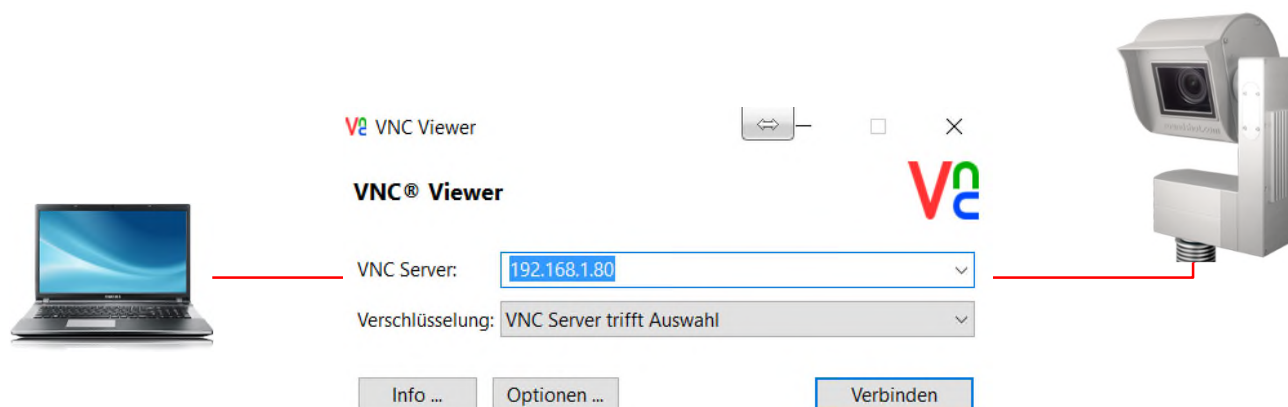 VNC Viewer
VNC® Viewer
VNC Server: 192.168.1.80
Verschlüsselung: VNC Server trifft Auswahl
Info ... Optionen ... Verbinden